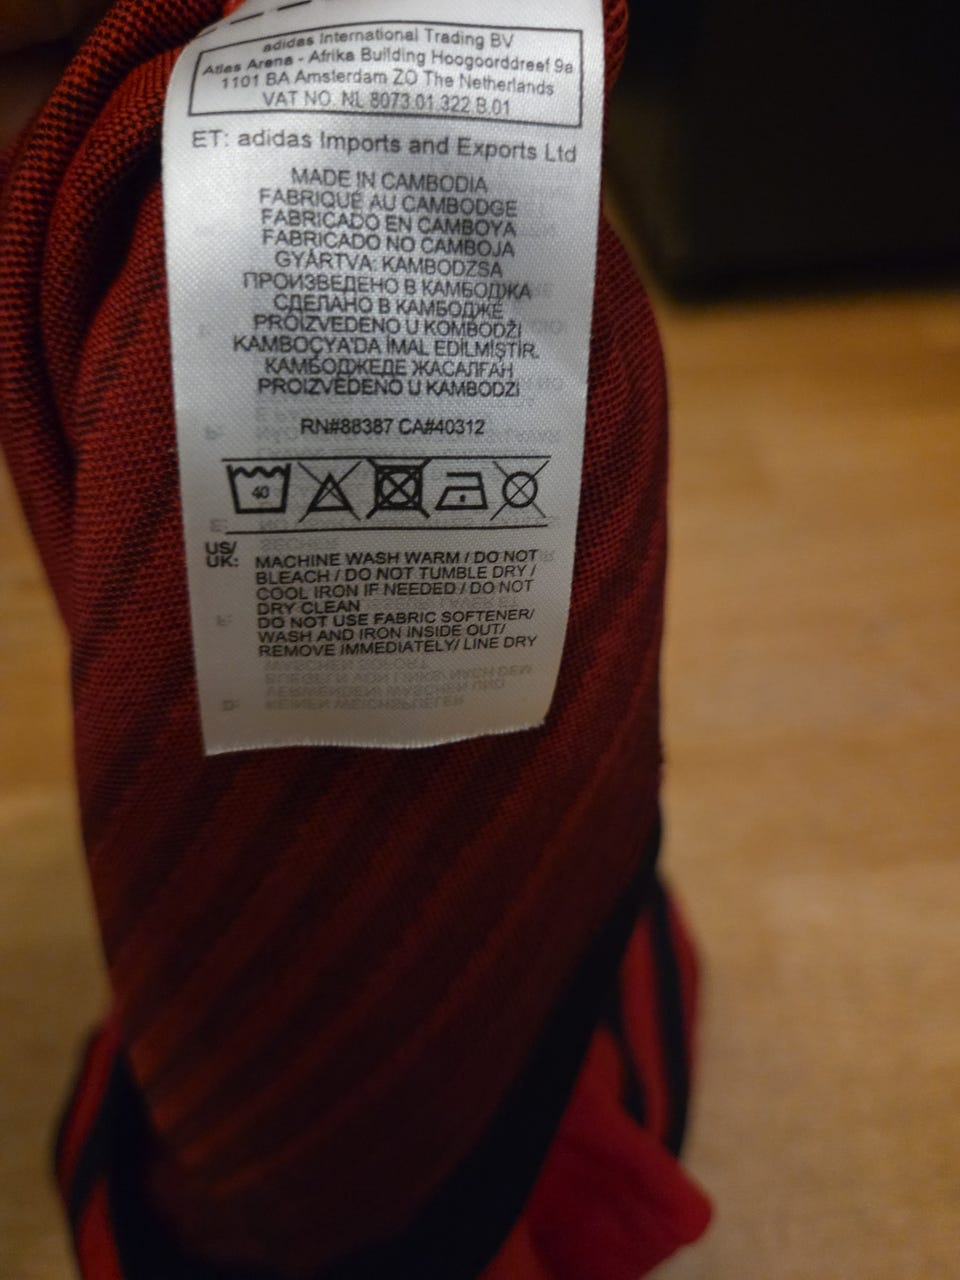 adidas International Trading BV
Atlas Arena - Afrika Building Hoogoorddreef 9a
1101 BA Amsterdam ZO The Netherlands
VAT NO. NL 8073.01.322.B.01
ET: adidas Imports and Exports Ltd
MADE IN CAMBODIA
FABRIQUÉ AU CAMBODGE
FABRICADO EN CAMBOYA
FABRICADO NO CAMBOJA
GYÁRTVA: KAMBODZSA
ПРОИЗВЕДЕНО В КАМБОДЖА
СДЕЛАНО В КАМБОДЖЕ
PROIZVEDENO U KOMBODŽI
KAMBOÇYA'DA İMAL EDİLMİŞTİR.
КАМБОДЖЕДЕ ЖАСАЛҒАН
PROIZVEDENO U KAMBODZI
RN#88387 CA#40312
40
US/
UK: MACHINE WASH WARM / DO NOT
BLEACH / DO NOT TUMBLE DRY /
COOL IRON IF NEEDED / DO NOT
DRY CLEAN
DO NOT USE FABRIC SOFTENER/
WASH AND IRON INSIDE OUT/
REMOVE IMMEDIATELY/ LINE DRY